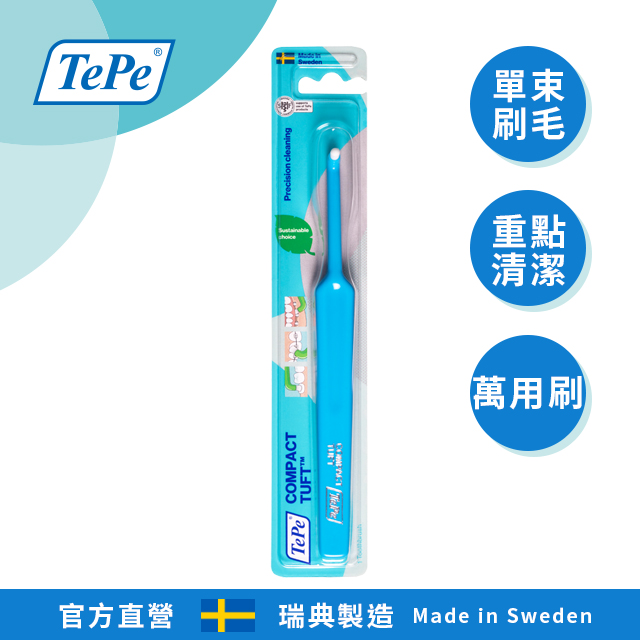 TePe®
Made in
Sweden
Precision cleaning
Sustainable
choice
COMPACT
TUFT™
TePe
TePe
單束
刷毛
重點
清潔
萬用刷
官方直營
瑞典製造
Made in Sweden